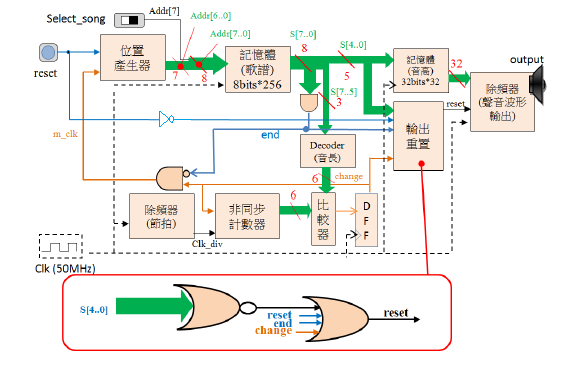 Select_song
Addr[7]
Addr[6..0]
Addr[7..0]
S[7..0]
S[4..0]
reset
位置
產生器
7
8
記憶體
(歌譜)
8bits*256
8
5
3
S[7..5]
記憶體
(音高)
32bits*32
32
output
除頻器
(聲音波形
輸出)
reset
輸出
重置
m_clk
end
Decoder
(音長)
change
6
除頻器
(節拍)
Clk_div
非同步
計數器
6
比
較
器
D
F
F
Clk (50MHz)
S[4..0]
reset
end
change
reset